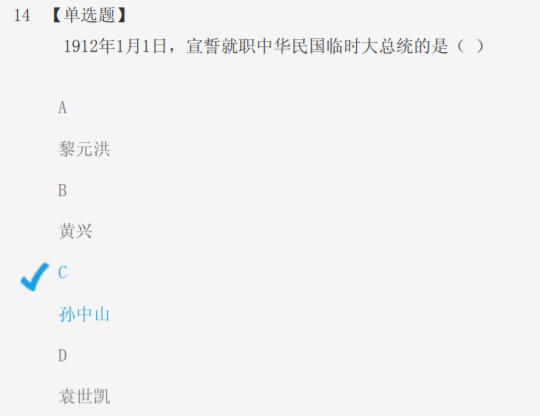 14 【单选题】
1912年1月1日，宣誓就职中华民国临时大总统的是（ ）
A
黎元洪
B
黄兴
C
孙中山
D
袁世凯